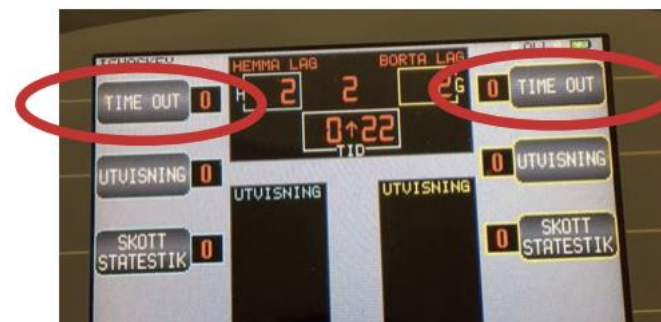 ISHOCKEY
HEMMA LAG BORTA LAG
TIME OUT 0 H 2 2 2 G 0 TIME OUT
0↑22
TID
UTVISNING 0 0 UTVISNING
UTVISNING UTVISNING
SKOTT
STATESTIK 0
0 SKOTT
STATESTIK